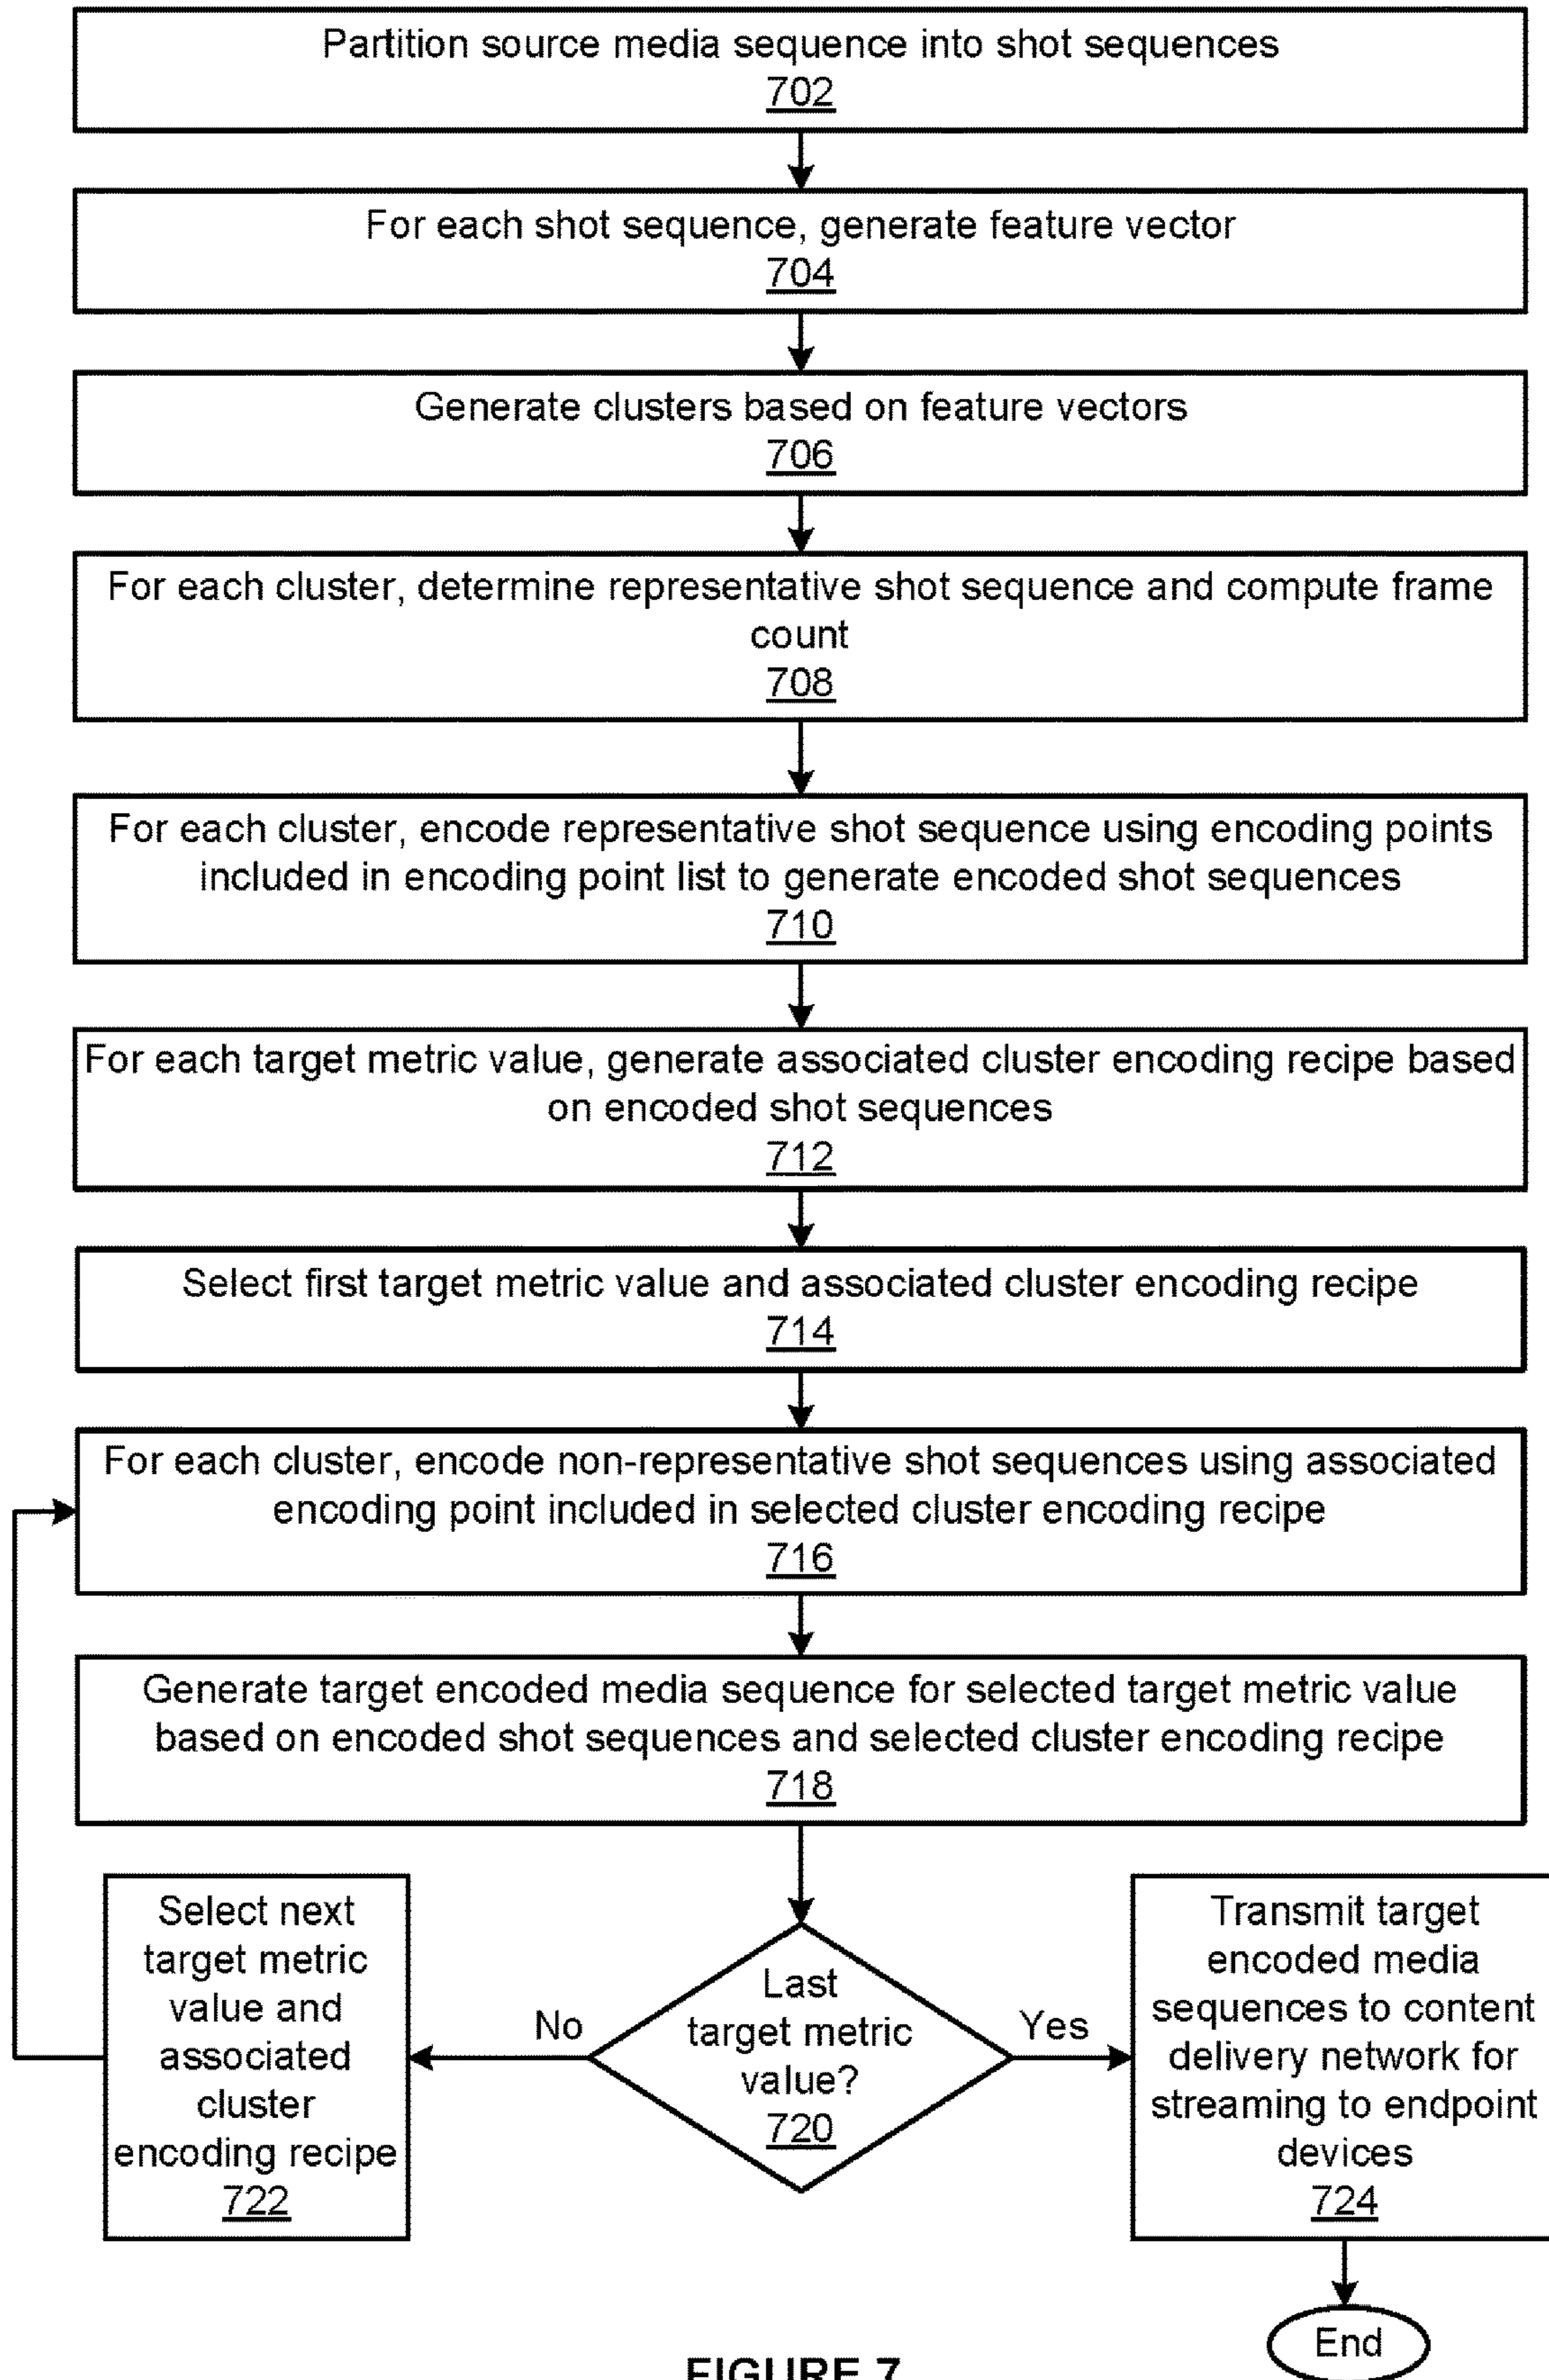 Partition source media sequence into shot sequences
702
For each shot sequence, generate feature vector
704
Generate clusters based on feature vectors
706
For each cluster, determine representative shot sequence and compute frame
count
708
For each cluster, encode representative shot sequence using encoding points
included in encoding point list to generate encoded shot sequences
710
For each target metric value, generate associated cluster encoding recipe based
on encoded shot sequences
712
Select first target metric value and associated cluster encoding recipe
714
For each cluster, encode non-representative shot sequences using associated
encoding point included in selected cluster encoding recipe
716
Generate target encoded media sequence for selected target metric value
based on encoded shot sequences and selected cluster encoding recipe
718
Select next
target metric
value and
associated
cluster
encoding recipe
722
No
Last
target metric
value?
720
Yes
Transmit target
encoded media
sequences to content
delivery network for
streaming to endpoint
devices
724
End
FIGURE 7